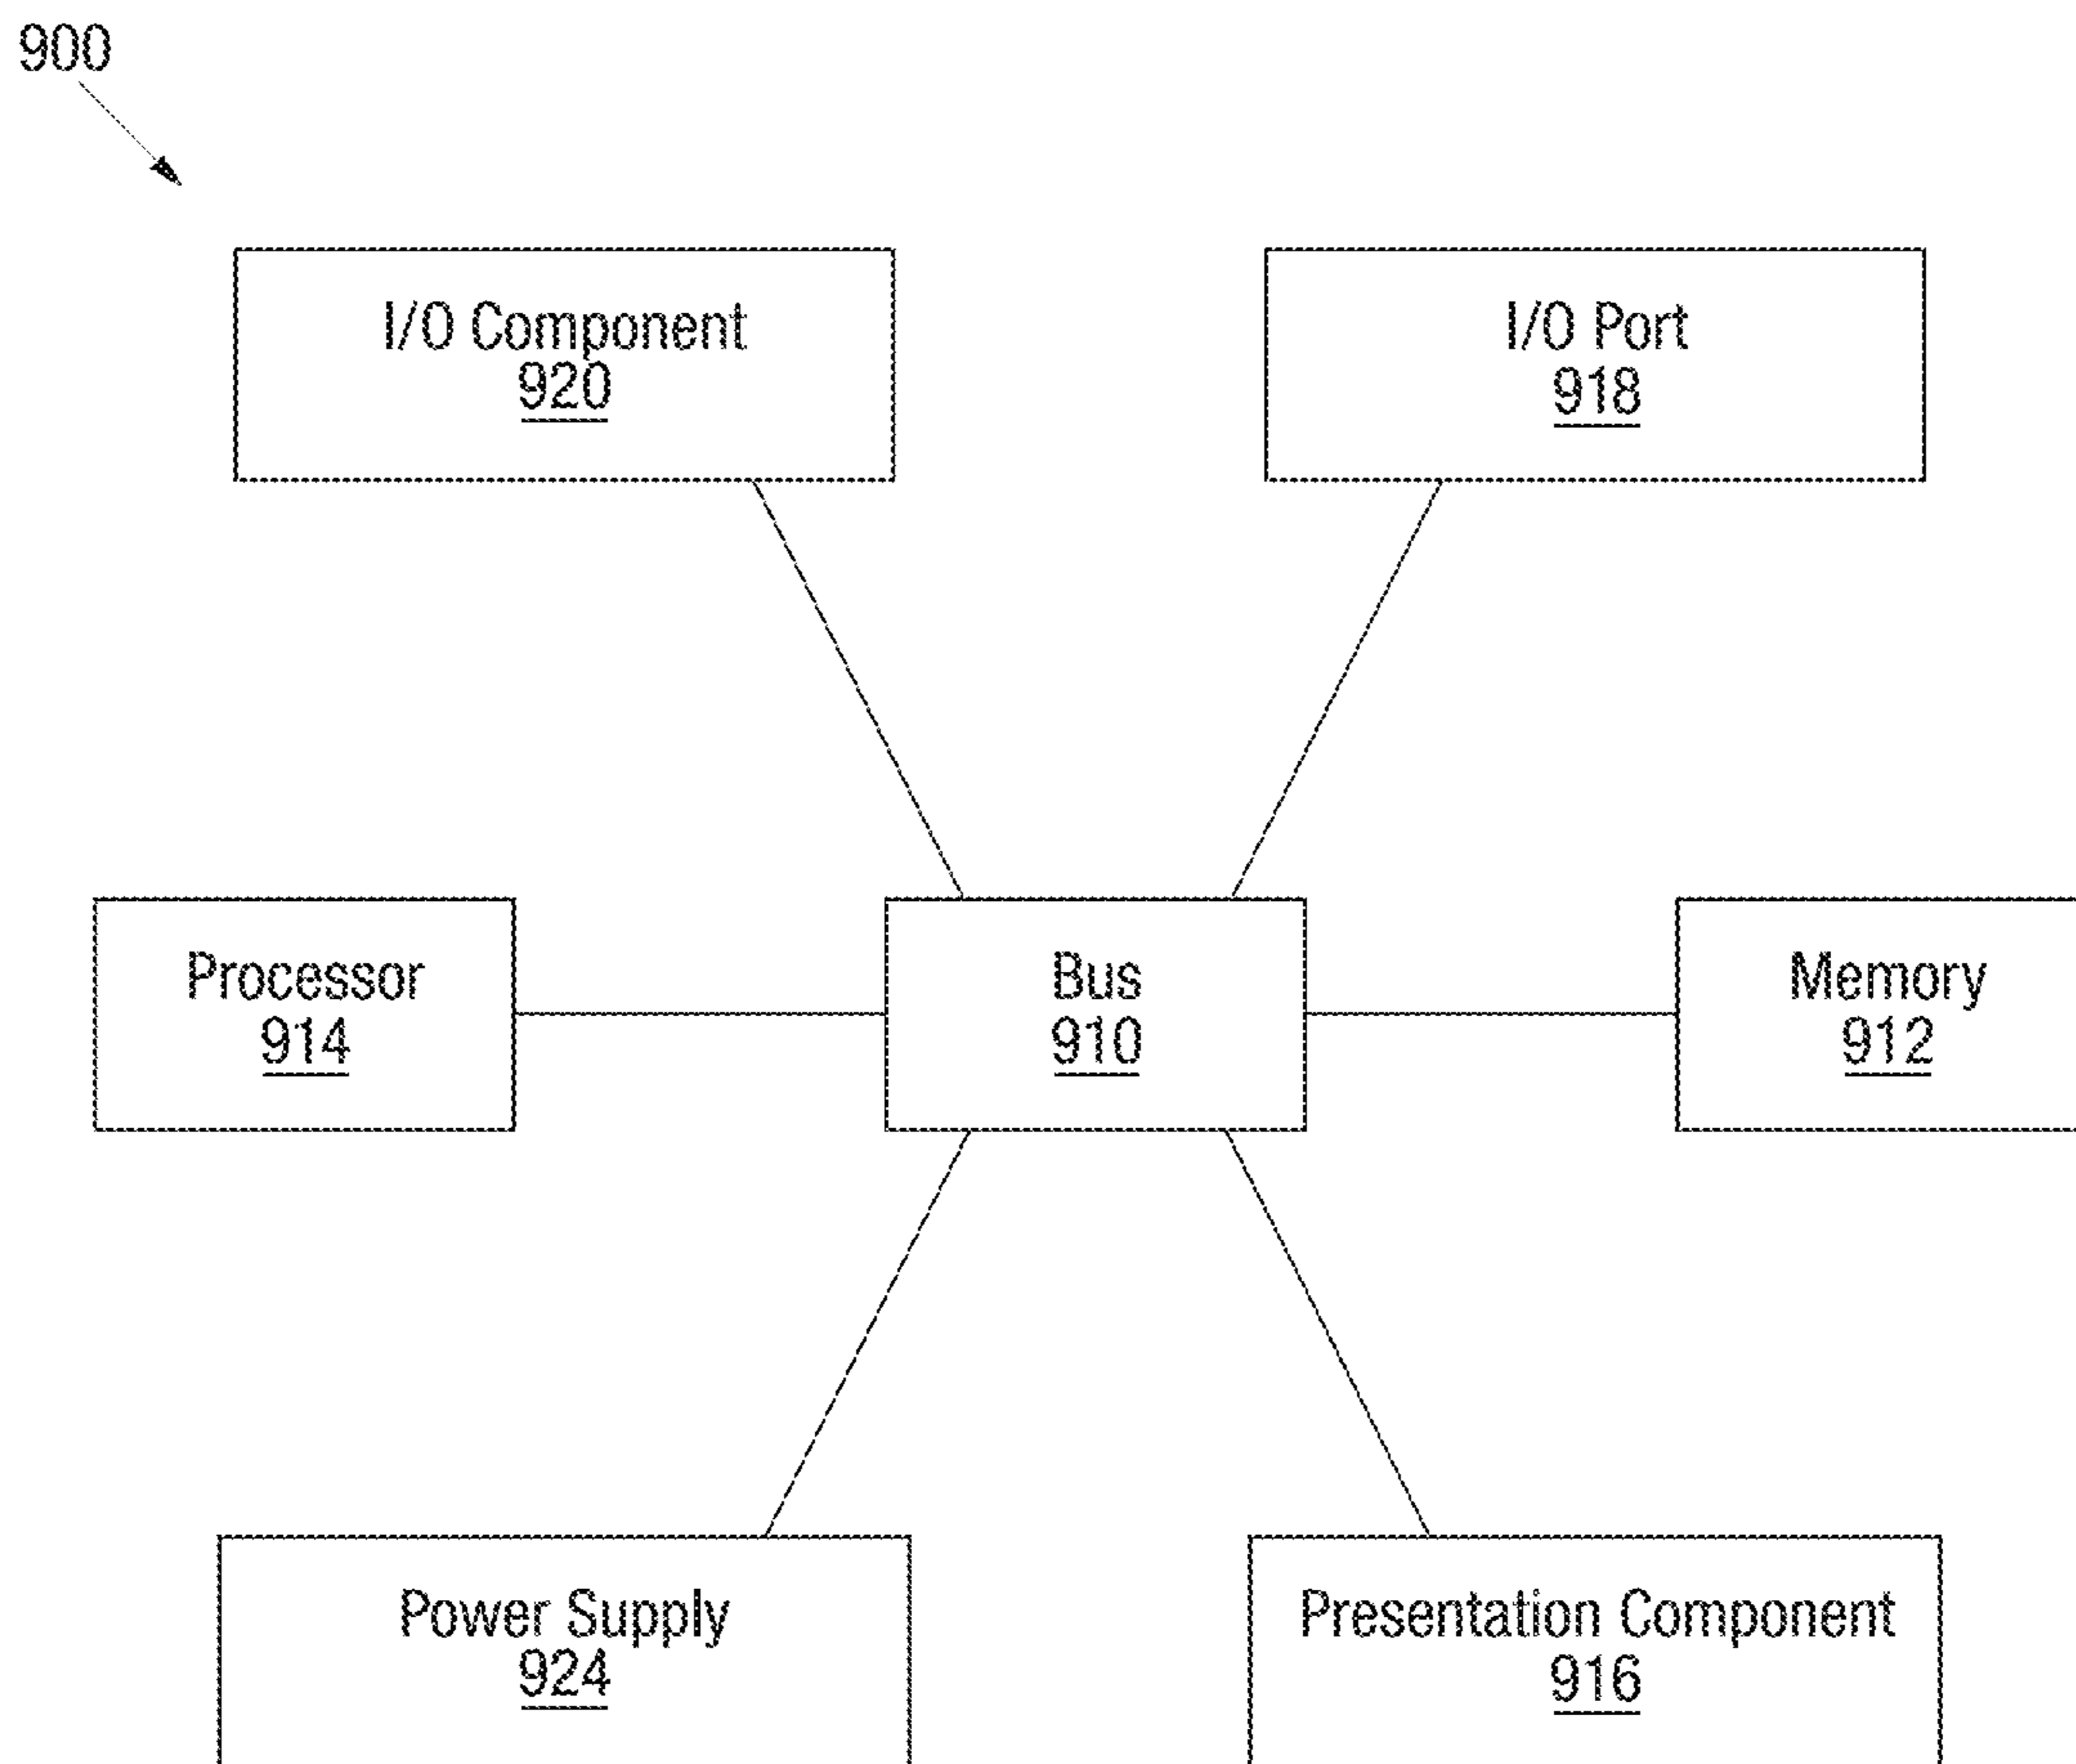 900
I/O Component
920
I/O Port
918
Processor
914
Bus
910
Memory
912
Power Supply
924
Presentation Component
916